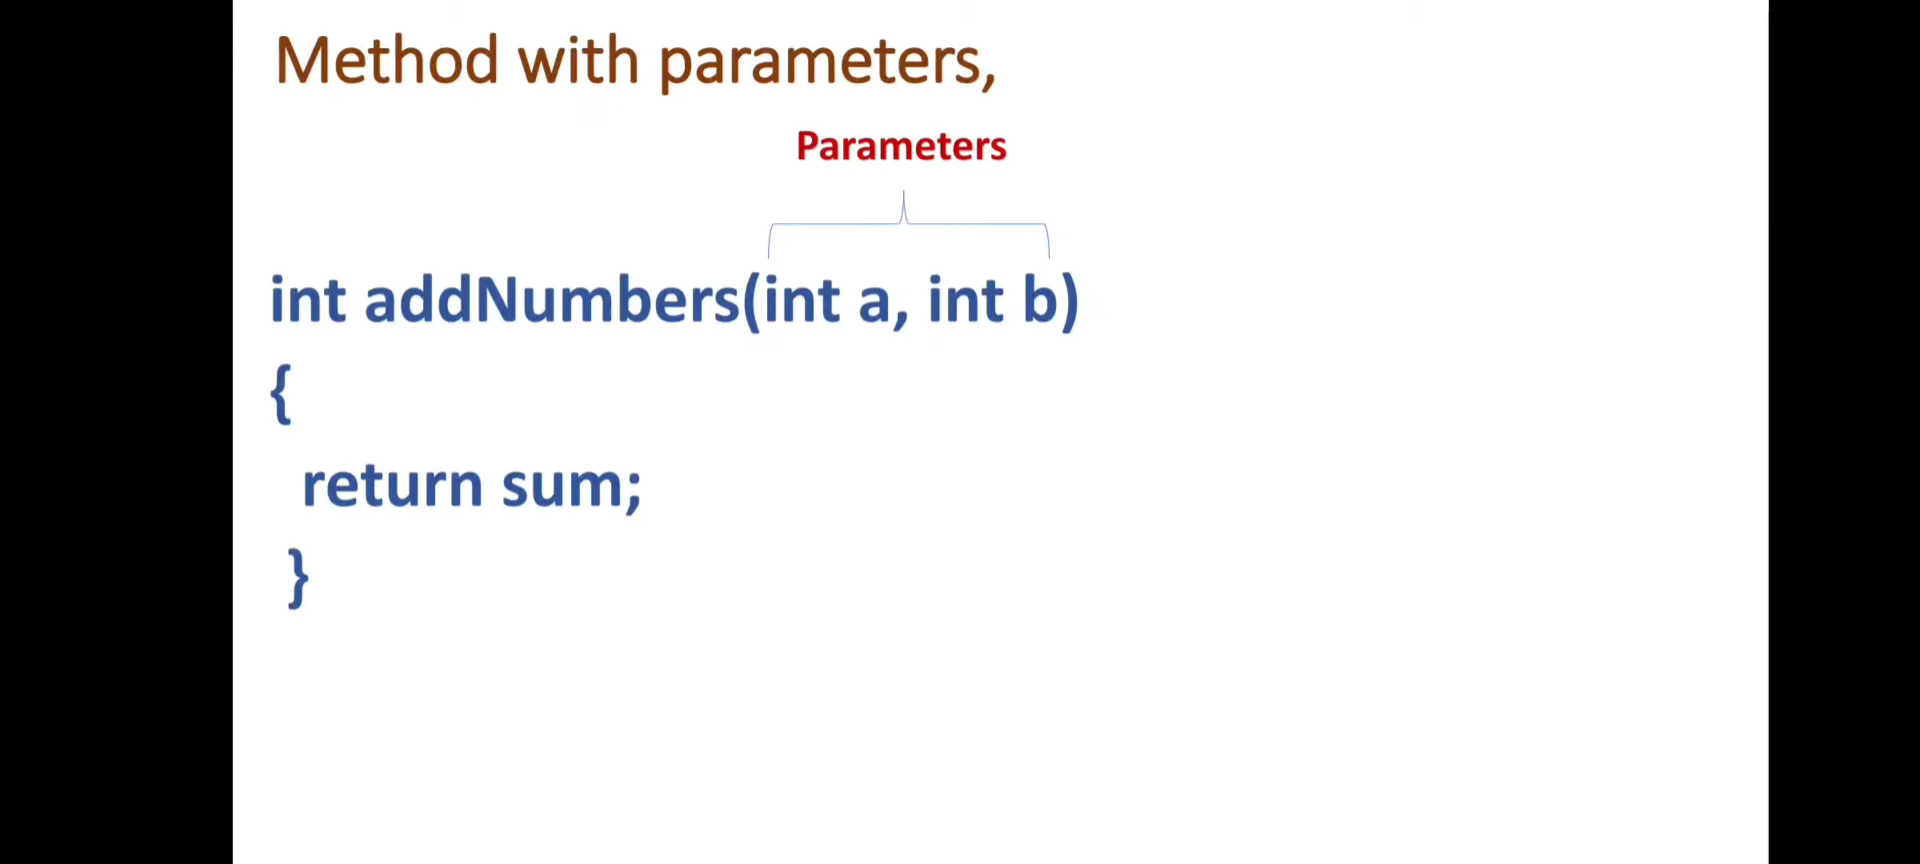 Method with parameters,
Parameters
int addNumbers(int a, int b)
{
return sum;
}